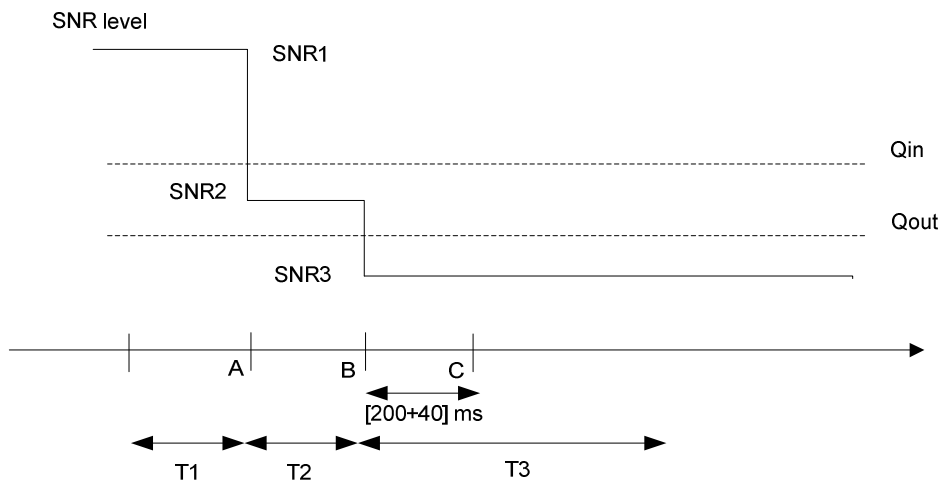 SNR level
SNR1
Qin
SNR2
Qout
SNR3
A
B
C
[200+40] ms
T1
T2
T3